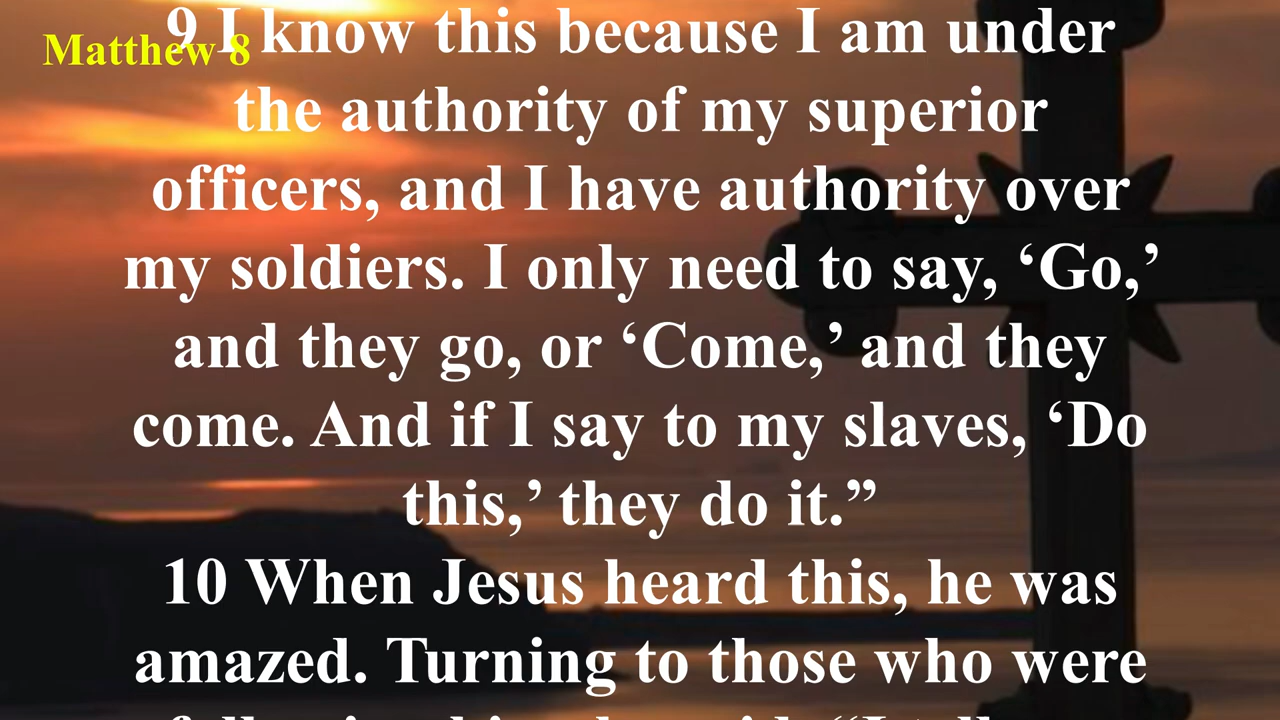 Matthew 8
9 I know this because I am under
the authority of my superior
officers, and I have authority over
my soldiers. I only need to say, ‘Go,’
and they go, or ‘Come,’ and they
come. And if I say to my slaves, ‘Do
this,’ they do it.”
10 When Jesus heard this, he was
amazed. Turning to those who were